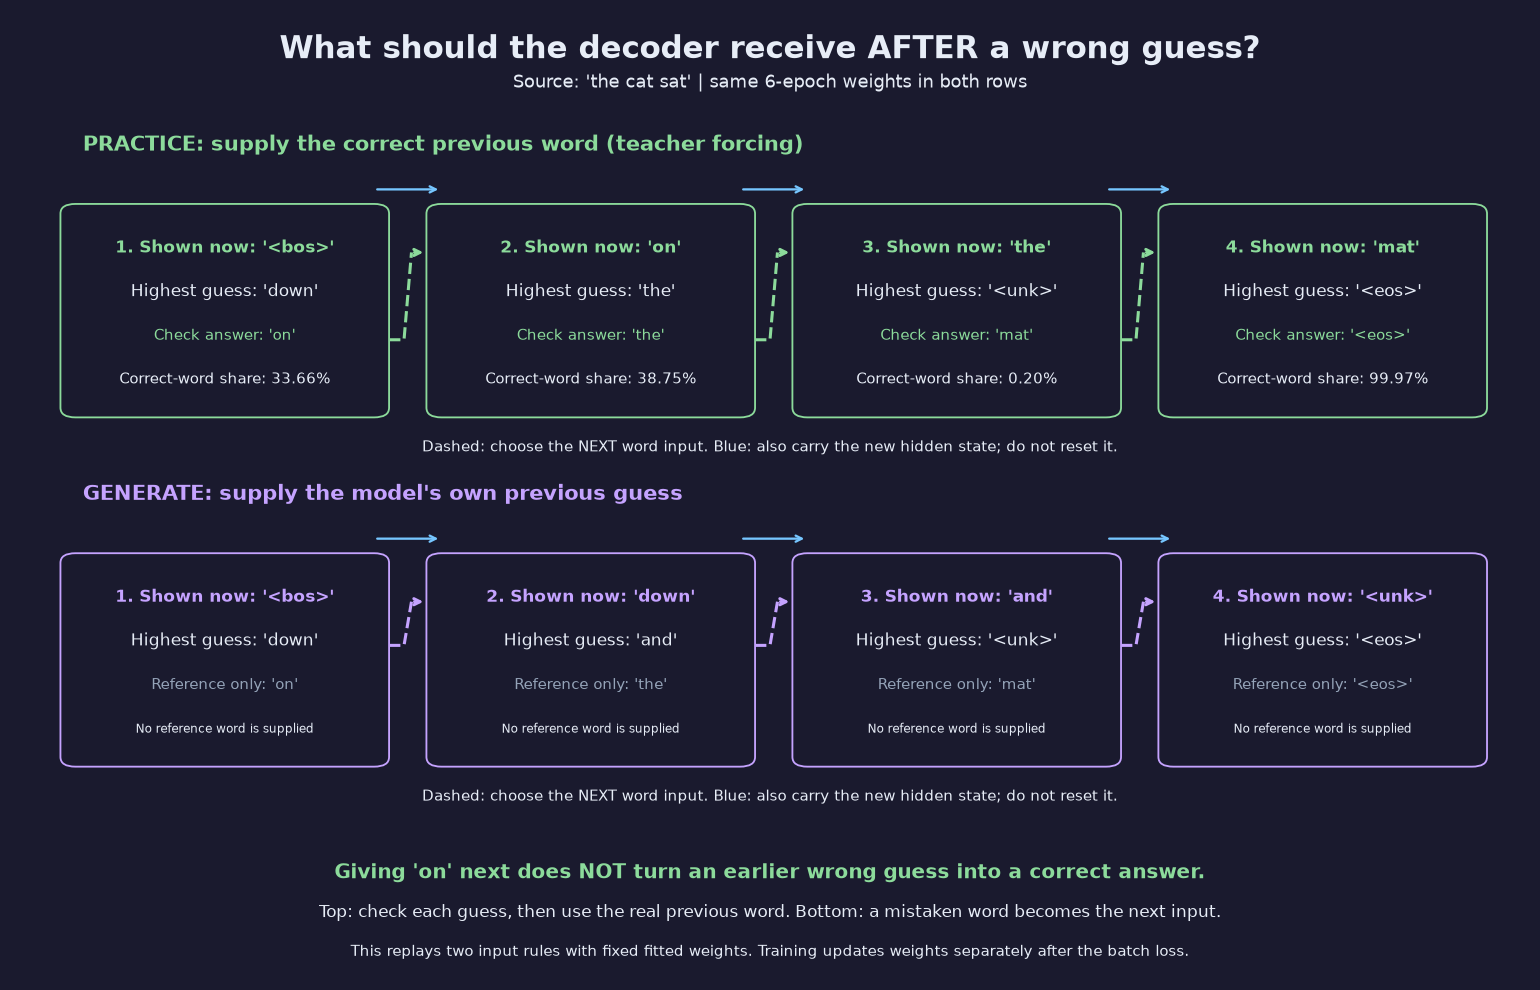 What should the decoder receive AFTER a wrong guess?
Source: 'the cat sat' | same 6-epoch weights in both rows
PRACTICE: supply the correct previous word (teacher forcing)
1. Shown now: '<bos>'
Highest guess: 'down'
Check answer: 'on'
Correct-word share: 33.66%
2. Shown now: 'on'
Highest guess: 'the'
Check answer: 'the'
Correct-word share: 38.75%
3. Shown now: 'the'
Highest guess: '<unk>'
Check answer: 'mat'
Correct-word share: 0.20%
4. Shown now: 'mat'
Highest guess: '<eos>'
Check answer: '<eos>'
Correct-word share: 99.97%
Dashed: choose the NEXT word input. Blue: also carry the new hidden state; do not reset it.
GENERATE: supply the model's own previous guess
1. Shown now: '<bos>'
Highest guess: 'down'
Reference only: 'on'
No reference word is supplied
2. Shown now: 'down'
Highest guess: 'and'
Reference only: 'the'
No reference word is supplied
3. Shown now: 'and'
Highest guess: '<unk>'
Reference only: 'mat'
No reference word is supplied
4. Shown now: '<unk>'
Highest guess: '<eos>'
Reference only: '<eos>'
No reference word is supplied
Dashed: choose the NEXT word input. Blue: also carry the new hidden state; do not reset it.
Giving 'on' next does NOT turn an earlier wrong guess into a correct answer.
Top: check each guess, then use the real previous word. Bottom: a mistaken word becomes the next input.
This replays two input rules with fixed fitted weights. Training updates weights separately after the batch loss.